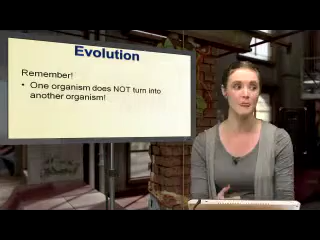 Evolution
Remember!
• One organism does NOT turn into
another organism!